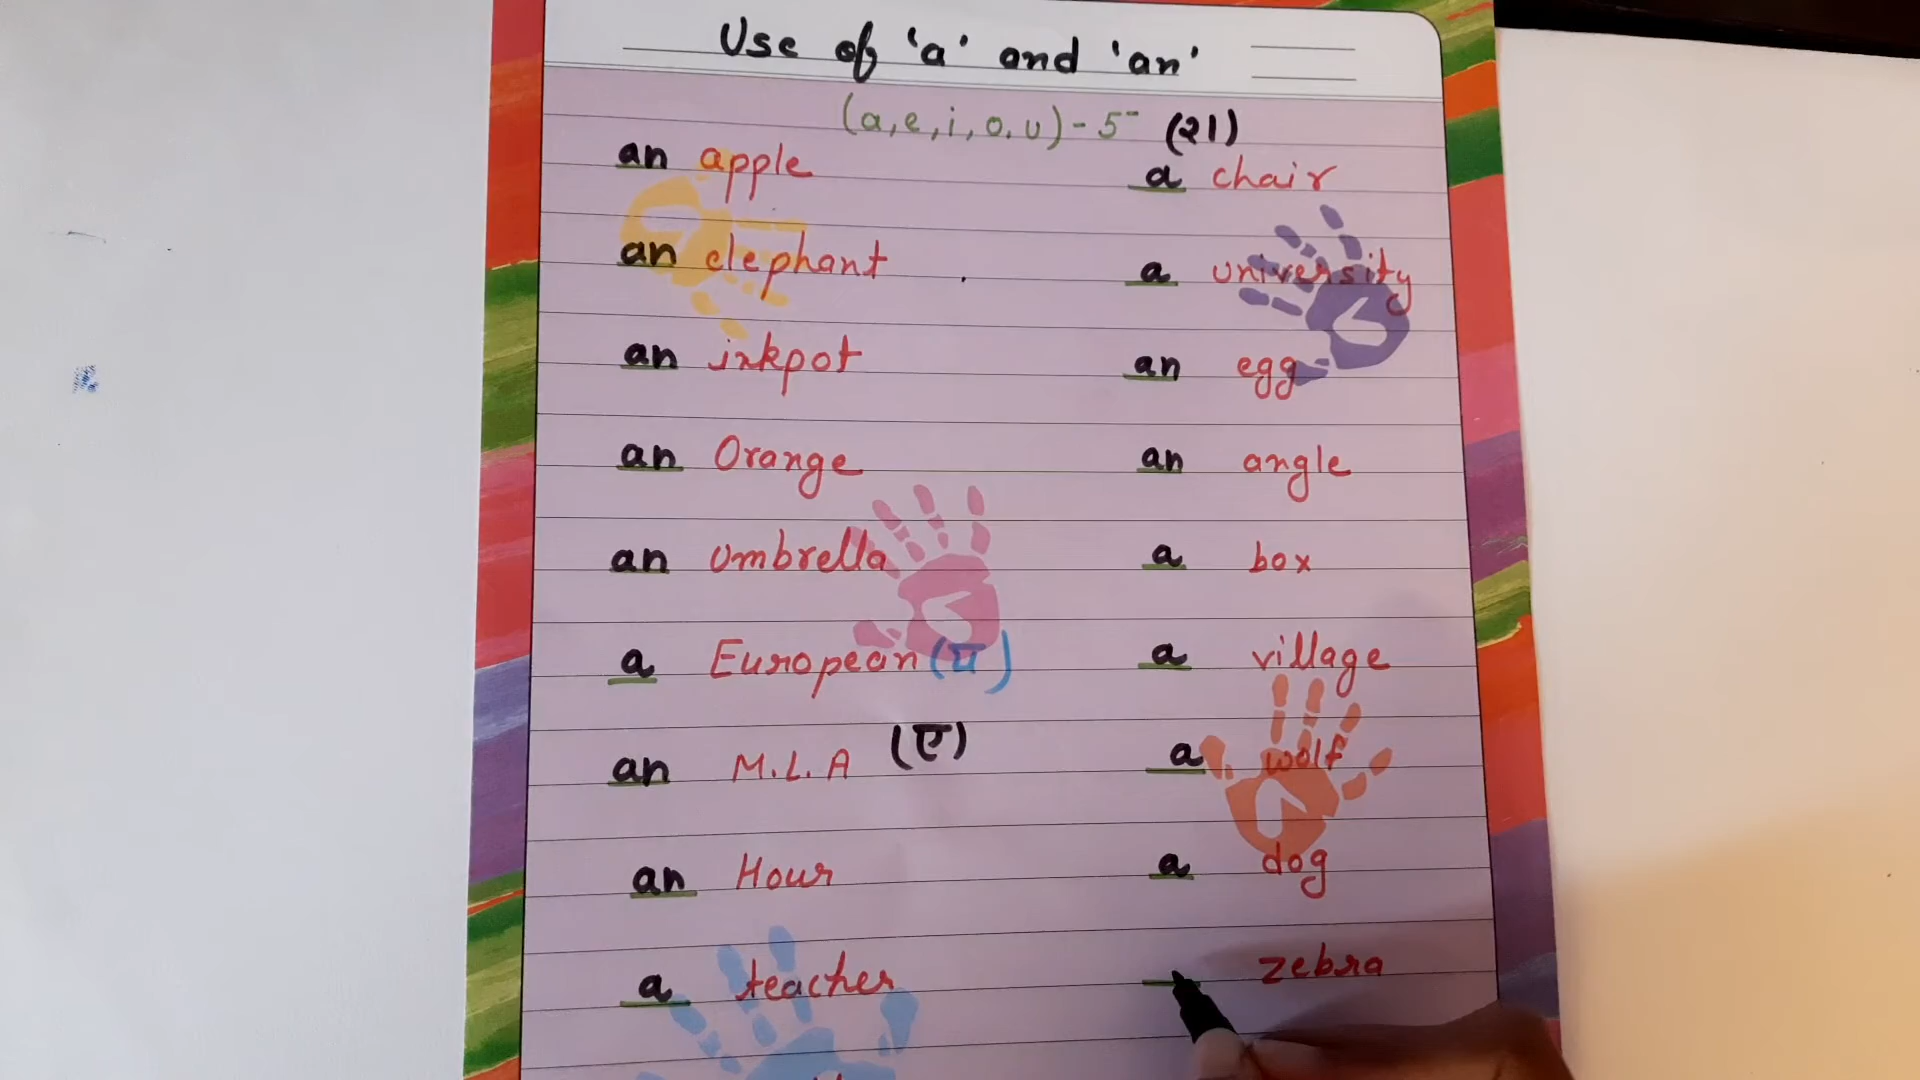 Use of 'a' and 'an'
(a, e, i, o, u) - 5 (21)
an apple
an elephant
an inkpot
an Orange
an umbrella
a European (य)
an M.L.A (ए)
an Hour
a teacher
a chair
a university
an egg
an angle
a box
a village
a wolf
a dog
zebra